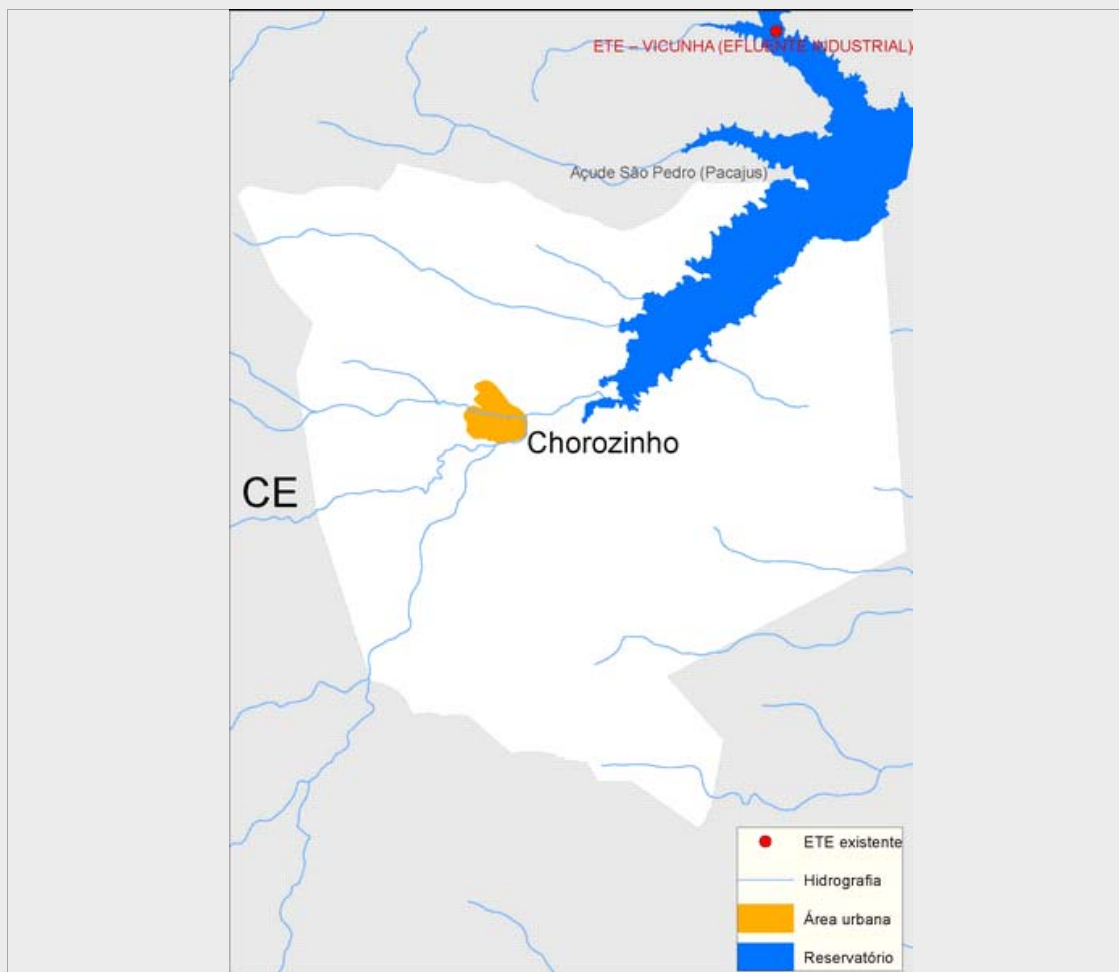 ETE – VICUNHA (EFLUENTE INDUSTRIAL)
Açude São Pedro (Pacajus)
Chorozinho
CE
ETE existente
Hidrografia
Área urbana
Reservatório